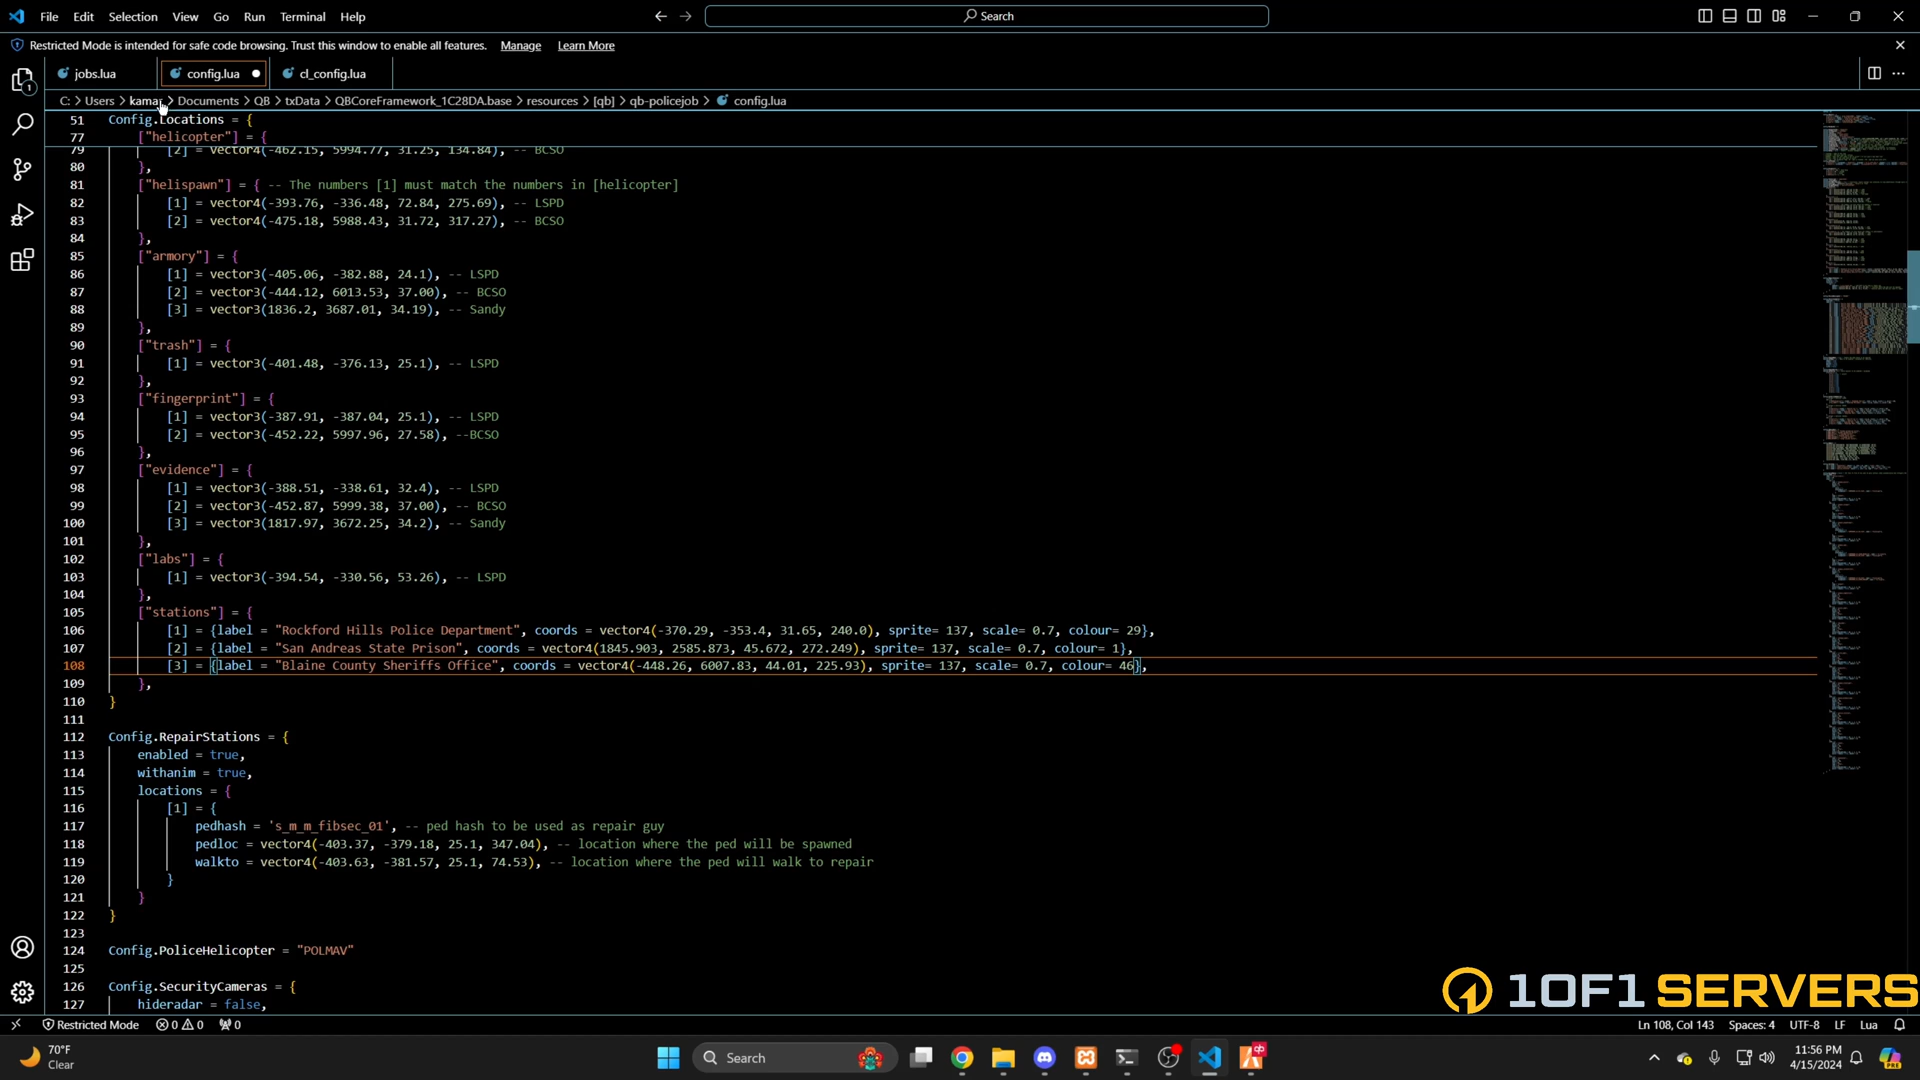 File Edit Selection View Go Run Terminal Help
Search
Restricted Mode is intended for safe code browsing. Trust this window to enable all features. Manage Learn More
jobs.lua config.lua cl_config.lua
C: > Users > kamar > Documents > QB > txData > QBCoreFramework_1C28DA.base > resources > [qb] > qb-policejob > config.lua
51 Config.Locations = {
77 ["helicopter"] = {
79 [2] = vector4(-462.15, 5994.77, 31.25, 134.84), -- BCSO
80 },
81 ["helispawn"] = { -- The numbers [1] must match the numbers in [helicopter]
82 [1] = vector4(-393.76, -336.48, 72.84, 275.69), -- LSPD
83 [2] = vector4(-475.18, 5988.43, 31.72, 317.27), -- BCSO
84 },
85 ["armory"] = {
86 [1] = vector3(-405.06, -382.88, 24.1), -- LSPD
87 [2] = vector3(-444.12, 6013.53, 37.00), -- BCSO
88 [3] = vector3(1836.2, 3687.01, 34.19), -- Sandy
89 },
90 ["trash"] = {
91 [1] = vector3(-401.48, -376.13, 25.1), -- LSPD
92 },
93 ["fingerprint"] = {
94 [1] = vector3(-387.91, -387.04, 25.1), -- LSPD
95 [2] = vector3(-452.22, 5997.96, 27.58), --BCSO
96 },
97 ["evidence"] = {
98 [1] = vector3(-388.51, -338.61, 32.4), -- LSPD
99 [2] = vector3(-452.87, 5999.38, 37.00), -- BCSO
100 [3] = vector3(1817.97, 3672.25, 34.2), -- Sandy
101 },
102 ["labs"] = {
103 [1] = vector3(-394.54, -330.56, 53.26), -- LSPD
104 },
105 ["stations"] = {
106 [1] = {label = "Rockford Hills Police Department", coords = vector4(-370.29, -353.4, 31.65, 240.0), sprite= 137, scale= 0.7, colour= 29},
107 [2] = {label = "San Andreas State Prison", coords = vector4(1845.903, 2585.873, 45.672, 272.249), sprite= 137, scale= 0.7, colour= 1},
108 [3] = {label = "Blaine County Sheriffs Office", coords = vector4(-448.26, 6007.83, 44.01, 225.93), sprite= 137, scale= 0.7, colour= 46},
109 },
110 }
111
112 Config.RepairStations = {
113 enabled = true,
114 withanim = true,
115 locations = {
116 [1] = {
117 pedhash = 's_m_m_fibsec_01', -- ped hash to be used as repair guy
118 pedloc = vector4(-403.37, -379.18, 25.1, 347.04), -- location where the ped will be spawned
119 walkto = vector4(-403.63, -381.57, 25.1, 74.53), -- location where the ped will walk to repair
120 }
121 }
122 }
123
124 Config.PoliceHelicopter = "POLMAV"
125
126 Config.SecurityCameras = {
127 hideradar = false,
1OF1 SERVERS
Restricted Mode 0 0 0 Ln 108, Col 143 Spaces: 4 UTF-8 LF Lua
70°F
Clear
Search
11:56 PM
4/15/2024